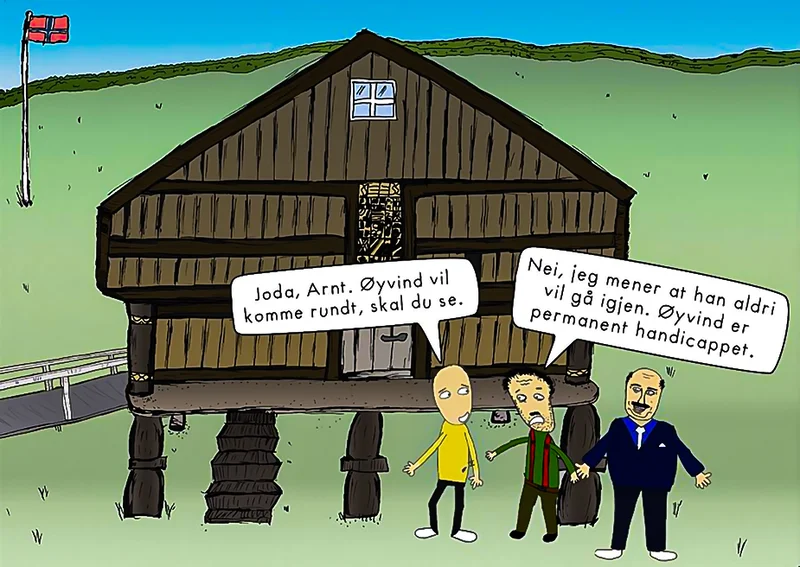 Joda, Arnt. Øyvind vil
komme rundt, skal du se.
Nei, jeg mener at han aldri
vil gå igjen. Øyvind er
permanent handicappet.